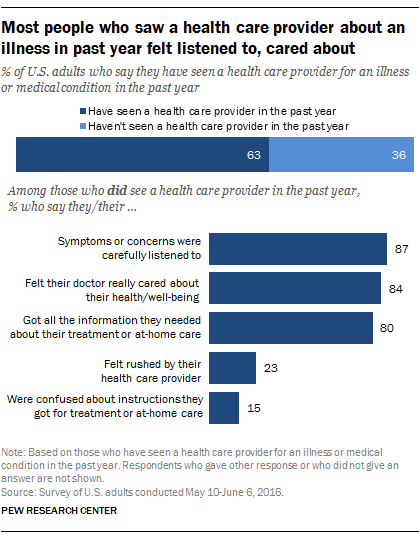 Most people who saw a health care provider about an
illness in past year felt listened to, cared about
% of U.S. adults who say they have seen a health care provider for an illness
or medical condition in the past year
Have seen a health care provider in the past year
Haven't seen a health care provider in the past year
63 36
Among those who did see a health care provider in the past year,
% who say they/their ...
Symptoms or concerns were
carefully listened to
87
Felt their doctor really cared about
their health/well-being
84
Got all the information they needed
about their treatment or at-home care
80
Felt rushed by their
health care provider
23
Were confused about instructions they
got for treatment or at-home care
15
Note: Based on those who have seen a health care provider for an illness or medical
condition in the past year. Respondents who gave other response or who did not give an
answer are not shown.
Source: Survey of U.S. adults conducted May 10-June 6, 2016.
PEW RESEARCH CENTER